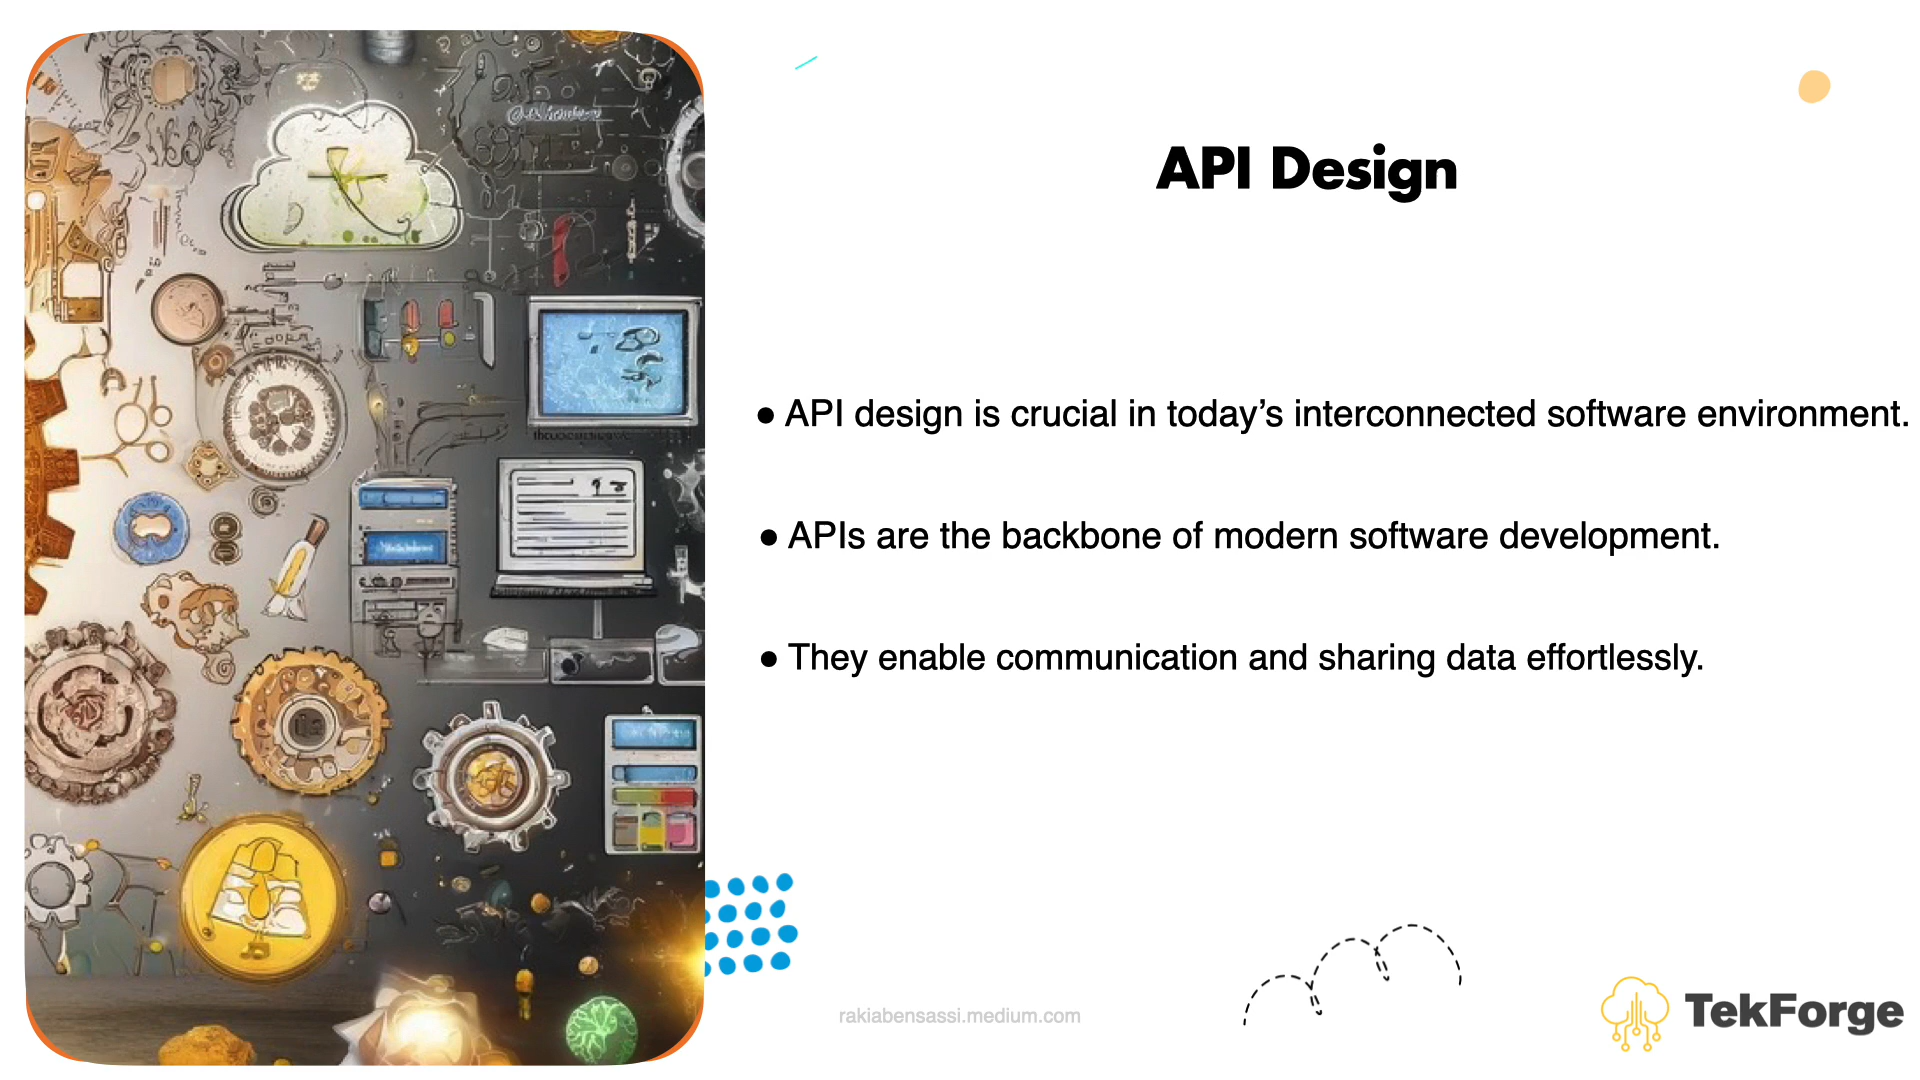 API Design
● API design is crucial in today’s interconnected software environment.
● APIs are the backbone of modern software development.
● They enable communication and sharing data effortlessly.
rakiabensassi.medium.com
TekForge